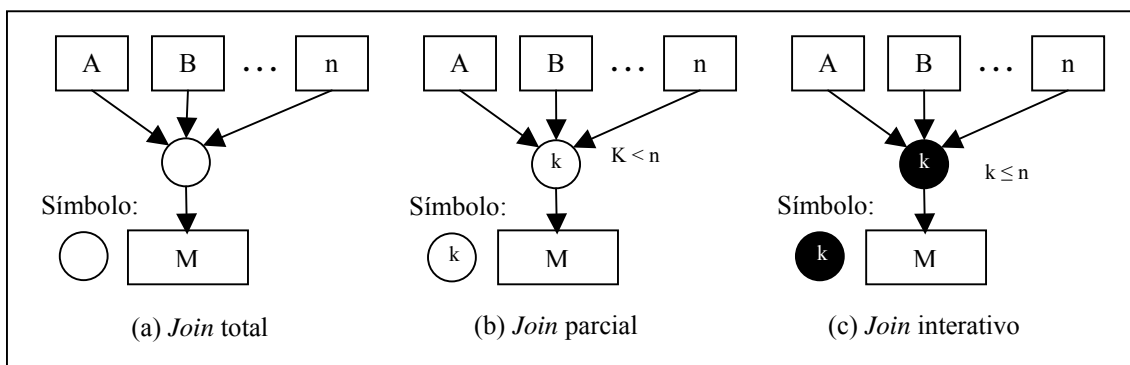 A B ... n
A B ... n
A B ... n
k K < n
k k ≤ n
Símbolo: Símbolo: Símbolo:
M k M k M
(a) Join total (b) Join parcial (c) Join interativo